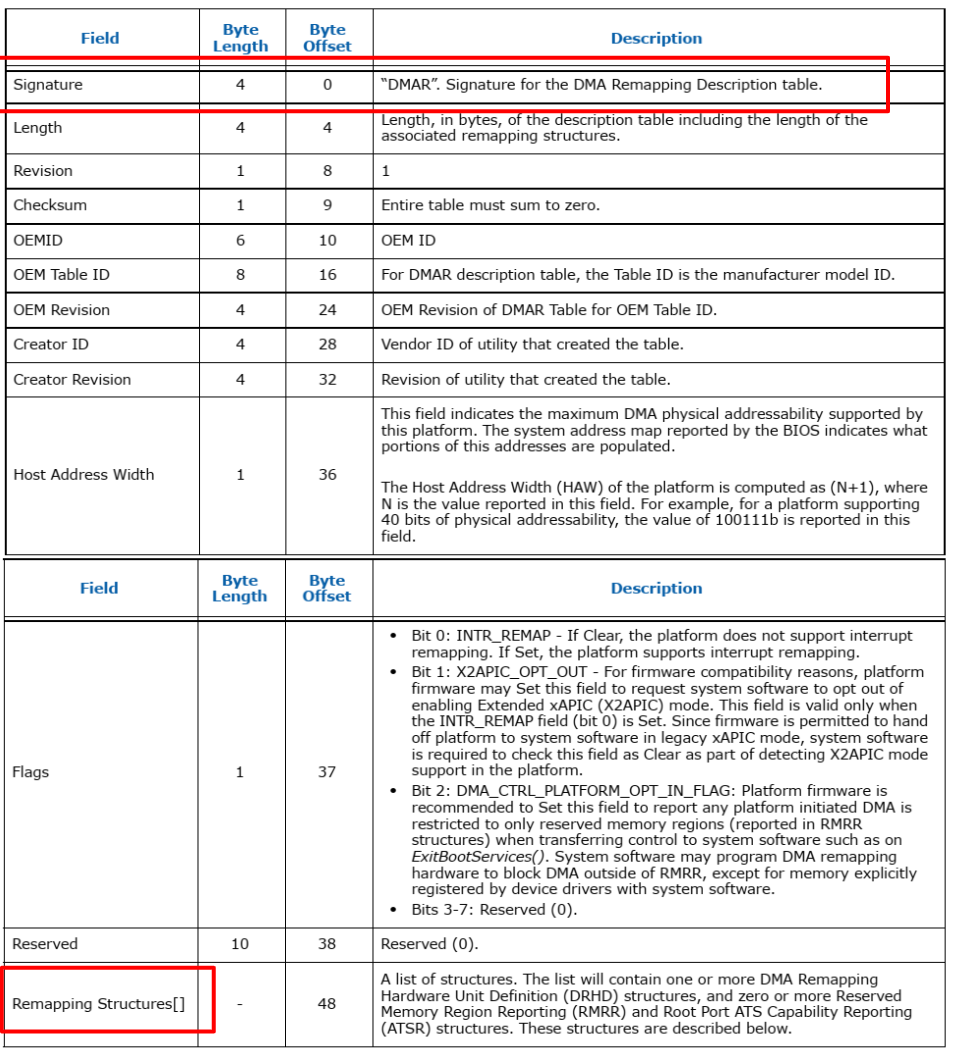 Field Byte Length Byte Offset Description
Signature 4 0 “DMAR”. Signature for the DMA Remapping Description table.
Length 4 4 Length, in bytes, of the description table including the length of the
associated remapping structures.
Revision 1 8 1
Checksum 1 9 Entire table must sum to zero.
OEMID 6 10 OEM ID
OEM Table ID 8 16 For DMAR description table, the Table ID is the manufacturer model ID.
OEM Revision 4 24 OEM Revision of DMAR Table for OEM Table ID.
Creator ID 4 28 Vendor ID of utility that created the table.
Creator Revision 4 32 Revision of utility that created the table.
Host Address Width 1 36 This field indicates the maximum DMA physical addressability supported by
this platform. The system address map reported by the BIOS indicates what
portions of this addresses are populated.
The Host Address Width (HAW) of the platform is computed as (N+1), where
N is the value reported in this field. For example, for a platform supporting
40 bits of physical addressability, the value of 100111b is reported in this
field.
Field Byte Length Byte Offset Description
Flags 1 37 • Bit 0: INTR_REMAP - If Clear, the platform does not support interrupt
remapping. If Set, the platform supports interrupt remapping.
• Bit 1: X2APIC_OPT_OUT - For firmware compatibility reasons, platform
firmware may Set this field to request system software to opt out of
enabling Extended xAPIC (X2APIC) mode. This field is valid only when
the INTR_REMAP field (bit 0) is Set. Since firmware is permitted to hand
off platform to system software in legacy xAPIC mode, system software
is required to check this field as Clear as part of detecting X2APIC mode
support in the platform.
• Bit 2: DMA_CTRL_PLATFORM_OPT_IN_FLAG: Platform firmware is
recommended to Set this field to report any platform initiated DMA is
restricted to only reserved memory regions (reported in RMRR
structures) when transferring control to system software such as on
ExitBootServices(). System software may program DMA remapping
hardware to block DMA outside of RMRR, except for memory explicitly
registered by device drivers with system software.
• Bits 3-7: Reserved (0).
Reserved 10 38 Reserved (0).
Remapping Structures[] - 48 A list of structures. The list will contain one or more DMA Remapping
Hardware Unit Definition (DRHD) structures, and zero or more Reserved
Memory Region Reporting (RMRR) and Root Port ATS Capability Reporting
(ATSR) structures. These structures are described below.